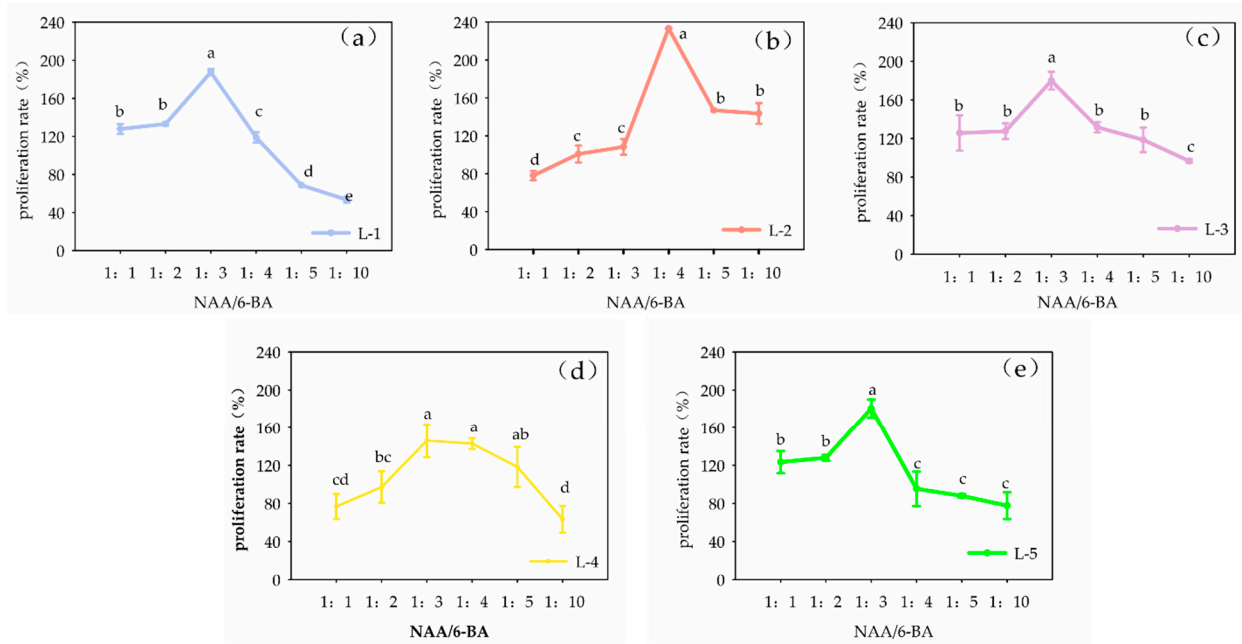 (a)
240
200
160
120
80
40
0
proliferation rate (%)
b b a c d e
L-1
1: 1 1: 2 1: 3 1: 4 1: 5 1: 10
NAA/6-BA
(b)
240
200
160
120
80
40
0
proliferation rate (%)
d c c a b b
L-2
1: 1 1: 2 1: 3 1: 4 1: 5 1: 10
NAA/6-BA
(c)
240
200
160
120
80
40
0
proliferation rate (%)
b b a b b c
L-3
1: 1 1: 2 1: 3 1: 4 1: 5 1: 10
NAA/6-BA
(d)
240
200
160
120
80
40
0
proliferation rate (%)
cd bc a a ab d
L-4
1: 1 1: 2 1: 3 1: 4 1: 5 1: 10
NAA/6-BA
(e)
240
200
160
120
80
40
0
proliferation rate (%)
b b a c c c
L-5
1: 1 1: 2 1: 3 1: 4 1: 5 1: 10
NAA/6-BA